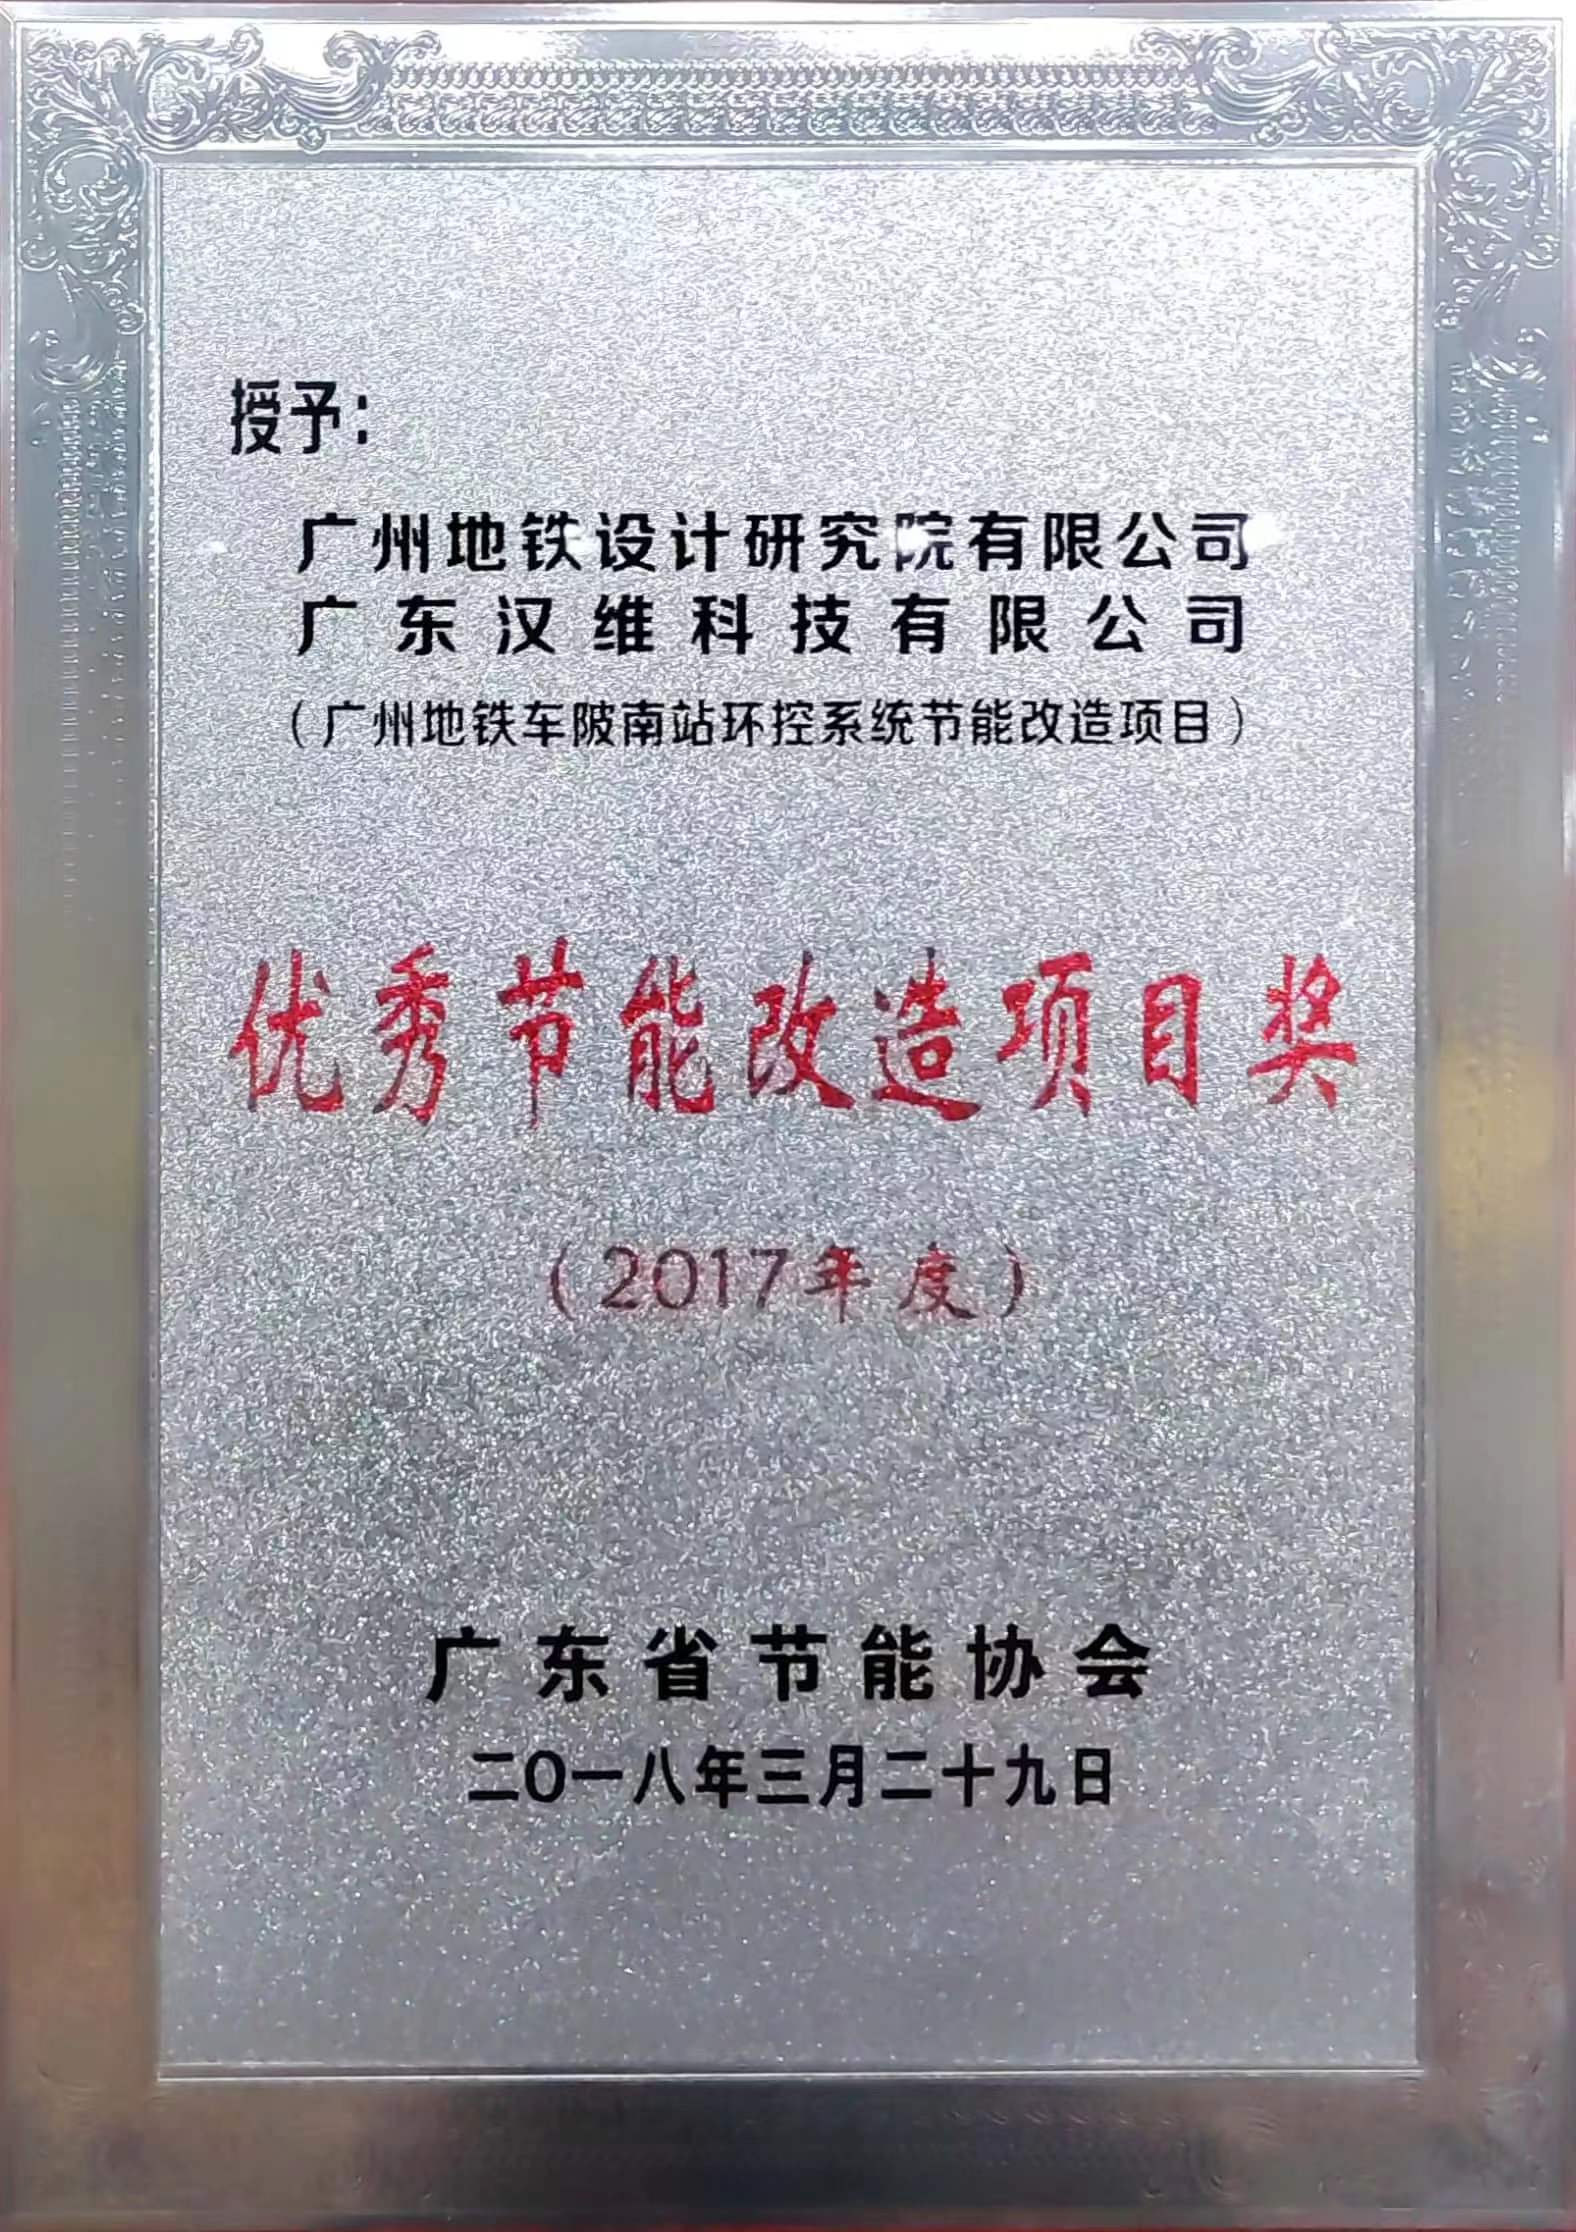 授予：
广州地铁设计研究院有限公司
广东汉维科技有限公司
（广州地铁车陂南站环控系统节能改造项目）
优秀节能改造项目奖
（2017年度）
广东省节能协会
二〇一八年三月二十九日